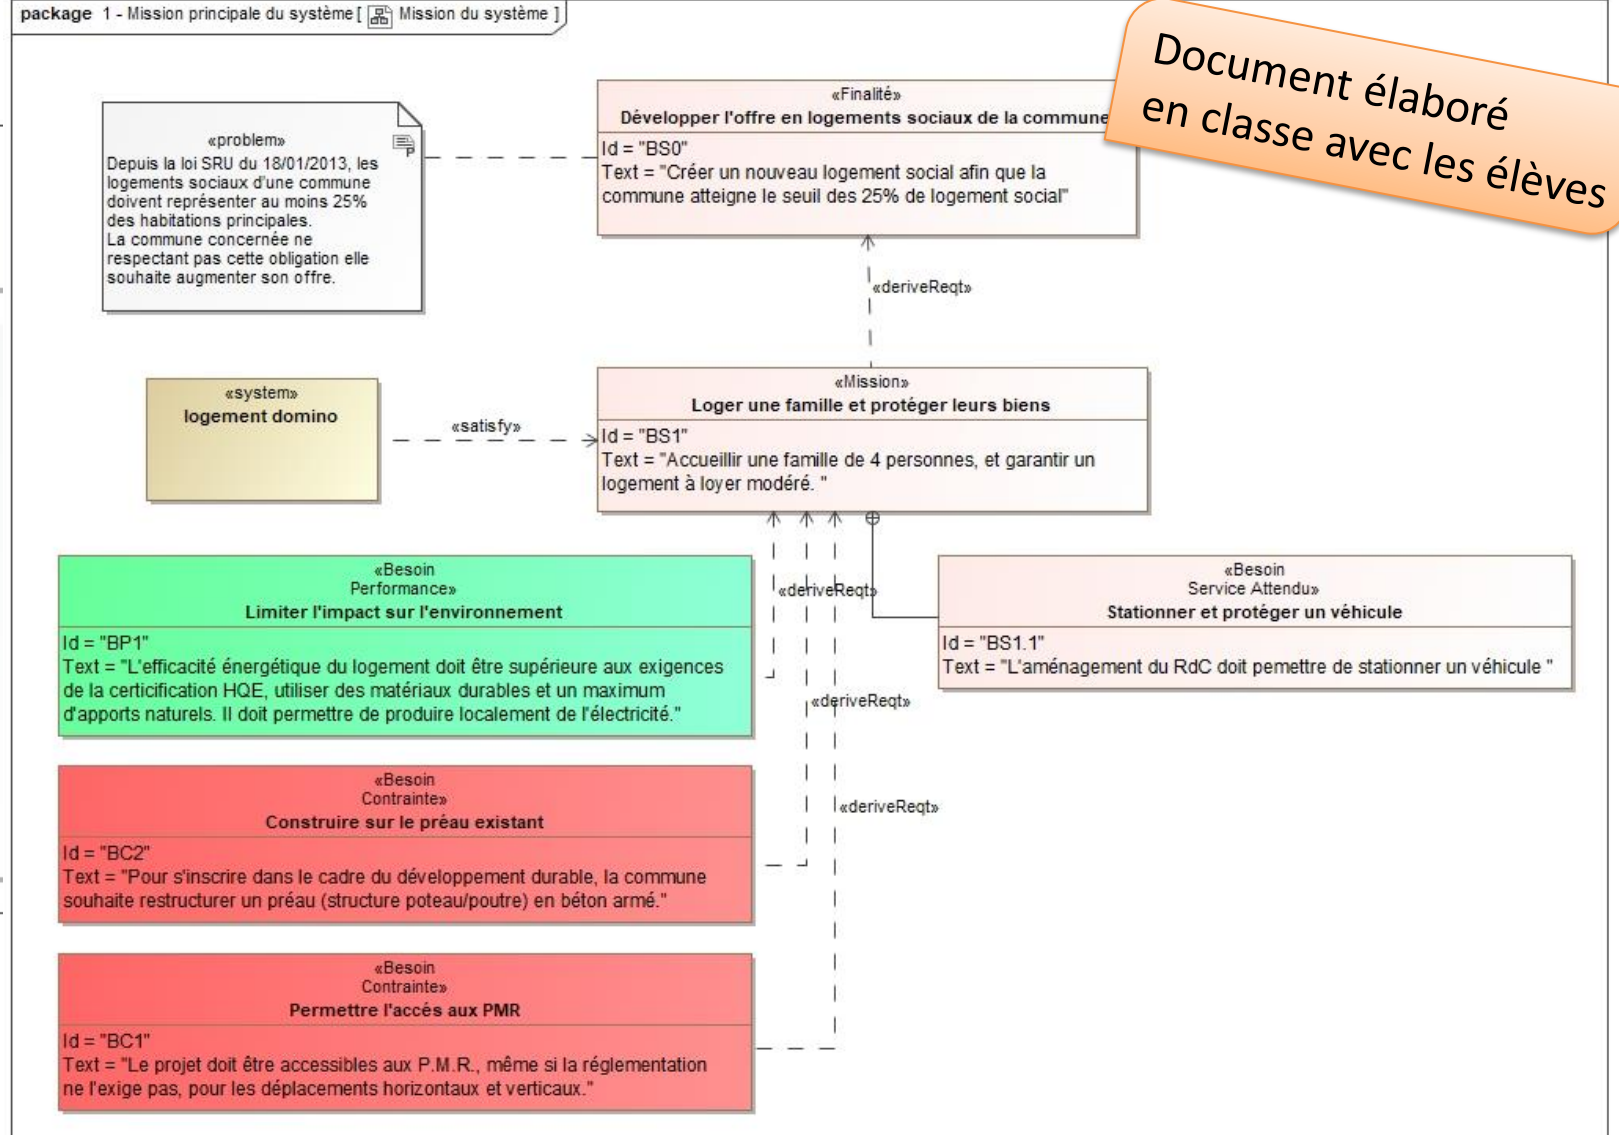 package 1 - Mission principale du système [ Mission du système ]
Document élaboré
en classe avec les élèves
«problem»
Depuis la loi SRU du 18/01/2013, les
logements sociaux d'une commune
doivent représenter au moins 25%
des habitations principales.
La commune concernée ne
respectant pas cette obligation elle
souhaite augmenter son offre.
«Finalité»
Développer l'offre en logements sociaux de la commune
Id = "BS0"
Text = "Créer un nouveau logement social afin que la
commune atteigne le seuil des 25% de logement social"
«deriveReqt»
«system»
logement domino
«satisfy»
«Mission»
Loger une famille et protéger leurs biens
Id = "BS1"
Text = "Accueillir une famille de 4 personnes, et garantir un
logement à loyer modéré. "
«Besoin
Performance»
Limiter l'impact sur l'environnement
Id = "BP1"
Text = "L'efficacité énergétique du logement doit être supérieure aux exigences
de la certicification HQE, utiliser des matériaux durables et un maximum
d'apports naturels. Il doit permettre de produire localement de l'électricité."
«deriveReqt»
«Besoin
Service Attendu»
Stationner et protéger un véhicule
Id = "BS1.1"
Text = "L'aménagement du RdC doit pemettre de stationner un véhicule "
«deriveReqt»
«Besoin
Contrainte»
Construire sur le préau existant
Id = "BC2"
Text = "Pour s'inscrire dans le cadre du développement durable, la commune
souhaite restructurer un préau (structure poteau/poutre) en béton armé."
«deriveReqt»
«Besoin
Contrainte»
Permettre l'accés aux PMR
Id = "BC1"
Text = "Le projet doit être accessibles aux P.M.R., même si la réglementation
ne l'exige pas, pour les déplacements horizontaux et verticaux."